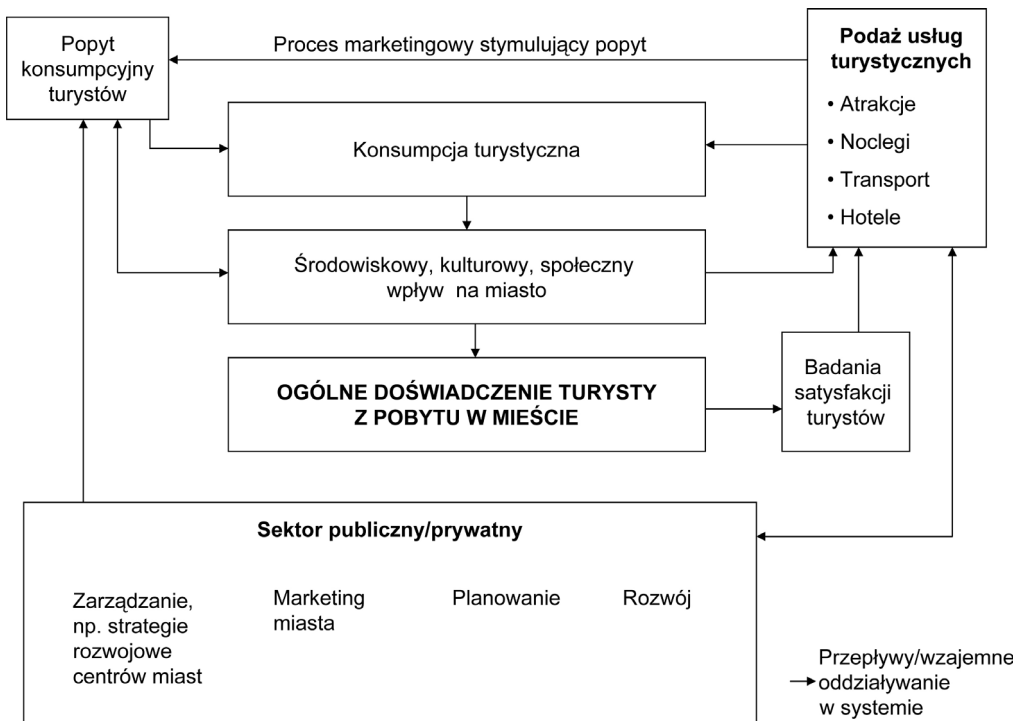 Popyt
konsumpcyjny
turystów
Proces marketingowy stymulujący popyt
Podaż usług
turystycznych
• Atrakcje
• Noclegi
• Transport
• Hotele
Konsumpcja turystyczna
Środowiskowy, kulturowy, społeczny
wpływ na miasto
OGÓLNE DOŚWIADCZENIE TURYSTY
Z POBYTU W MIEŚCIE
Badania
satysfakcji
turystów
Sektor publiczny/prywatny
Zarządzanie,
np. strategie
rozwojowe
centrów miast
Marketing
miasta
Planowanie
Rozwój
Przepływy/wzajemne
oddziaływanie
w systemie